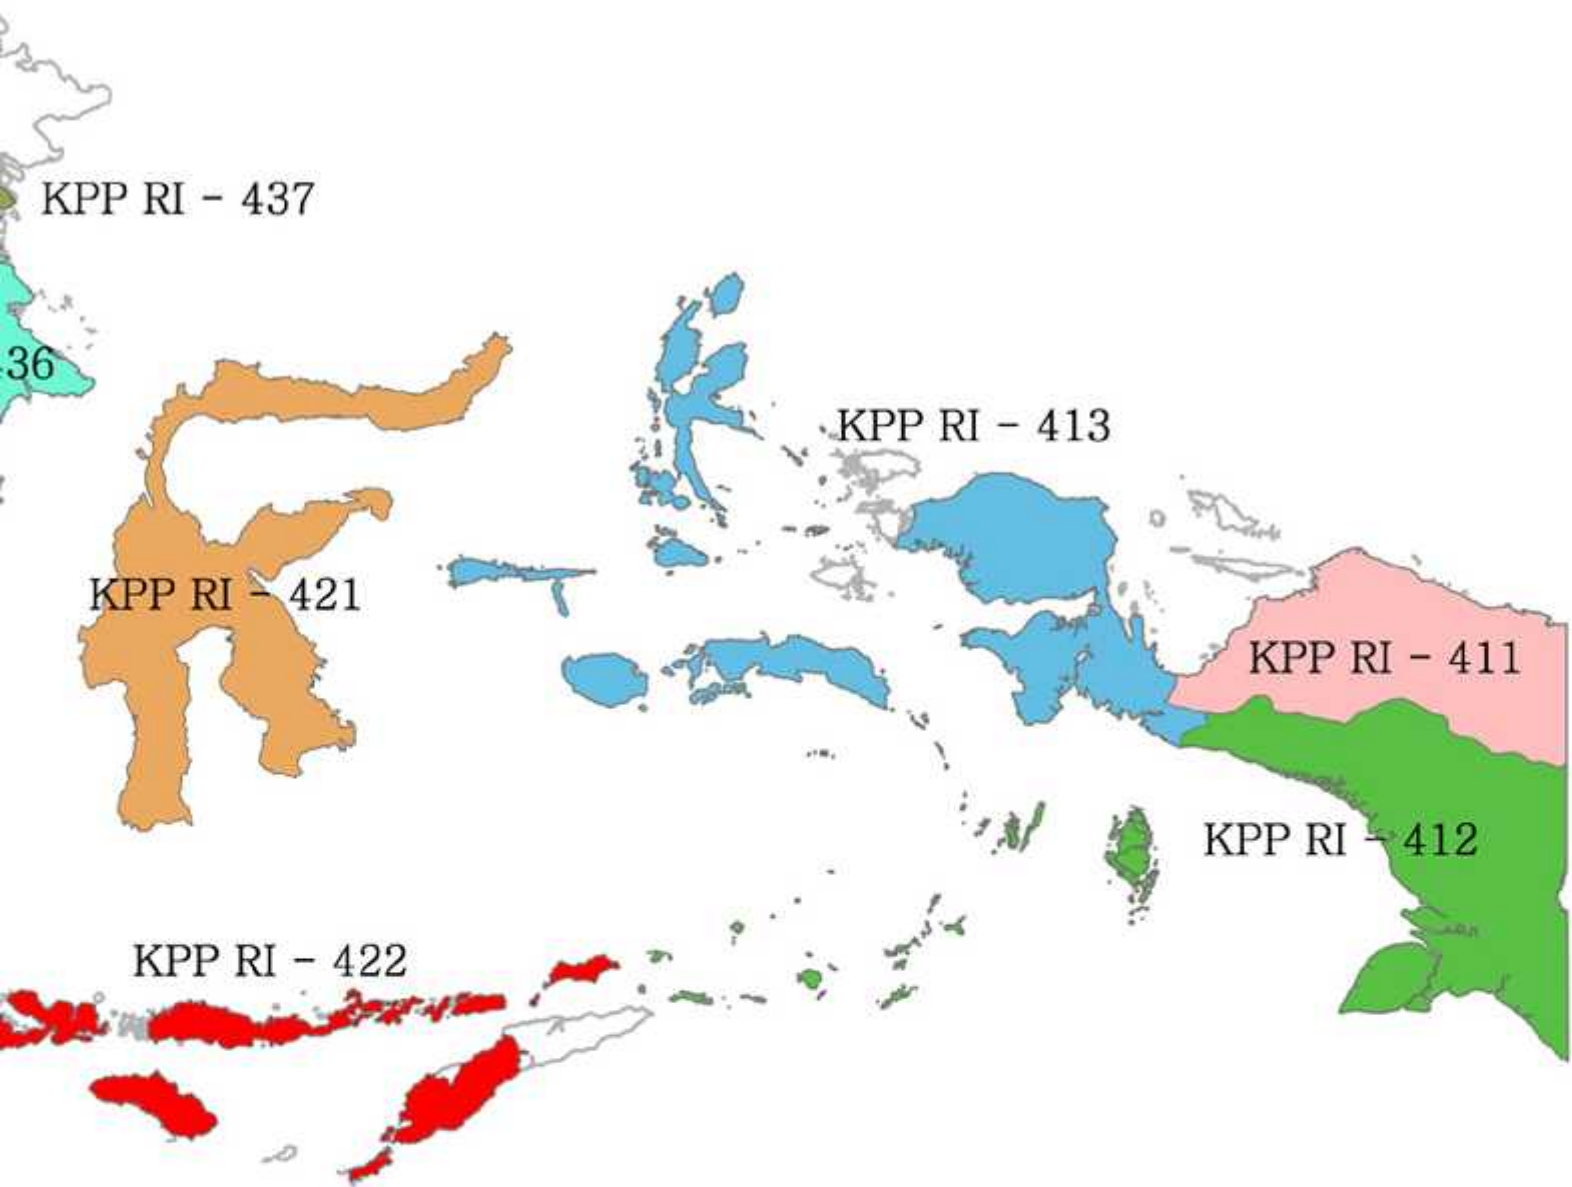 KPP RI - 437
36
KPP RI - 413
KPP RI - 421
KPP RI - 411
KPP RI - 412
KPP RI - 422